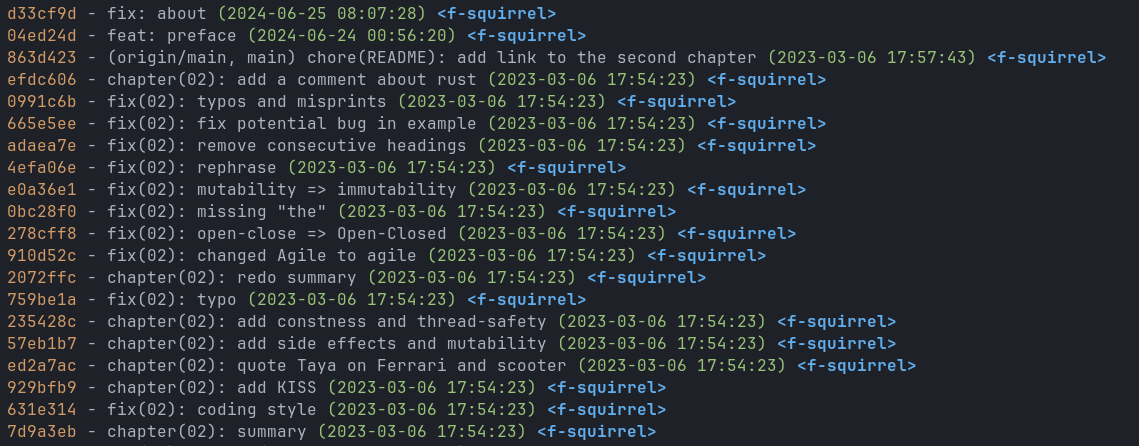 d33cf9d - fix: about (2024-06-25 08:07:28) <f-squirrel>
04ed24d - feat: preface (2024-06-24 00:56:20) <f-squirrel>
863d423 - (origin/main, main) chore(README): add link to the second chapter (2023-03-06 17:57:43) <f-squirrel>
efdc606 - chapter(02): add a comment about rust (2023-03-06 17:54:23) <f-squirrel>
0991c6b - fix(02): typos and misprints (2023-03-06 17:54:23) <f-squirrel>
665e5ee - fix(02): fix potential bug in example (2023-03-06 17:54:23) <f-squirrel>
adaea7e - fix(02): remove consecutive headings (2023-03-06 17:54:23) <f-squirrel>
4efa06e - fix(02): rephrase (2023-03-06 17:54:23) <f-squirrel>
e0a36e1 - fix(02): mutability => immutability (2023-03-06 17:54:23) <f-squirrel>
0bc28f0 - fix(02): missing "the" (2023-03-06 17:54:23) <f-squirrel>
278cff8 - fix(02): open-close => Open-Closed (2023-03-06 17:54:23) <f-squirrel>
910d52c - fix(02): changed Agile to agile (2023-03-06 17:54:23) <f-squirrel>
2072ffc - chapter(02): redo summary (2023-03-06 17:54:23) <f-squirrel>
759be1a - fix(02): typo (2023-03-06 17:54:23) <f-squirrel>
235428c - chapter(02): add constness and thread-safety (2023-03-06 17:54:23) <f-squirrel>
57eb1b7 - chapter(02): add side effects and mutability (2023-03-06 17:54:23) <f-squirrel>
ed2a7ac - chapter(02): quote Taya on Ferrari and scooter (2023-03-06 17:54:23) <f-squirrel>
929bfb9 - chapter(02): add KISS (2023-03-06 17:54:23) <f-squirrel>
631e314 - fix(02): coding style (2023-03-06 17:54:23) <f-squirrel>
7d9a3eb - chapter(02): summary (2023-03-06 17:54:23) <f-squirrel>